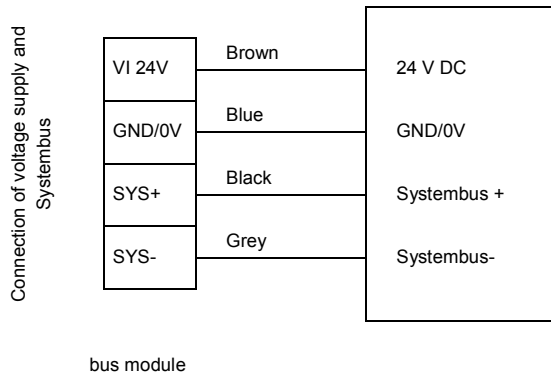 Connection of voltage supply and
Systembus
VI 24V Brown 24 V DC
GND/0V Blue GND/0V
SYS+ Black Systembus +
SYS- Grey Systembus-
bus module